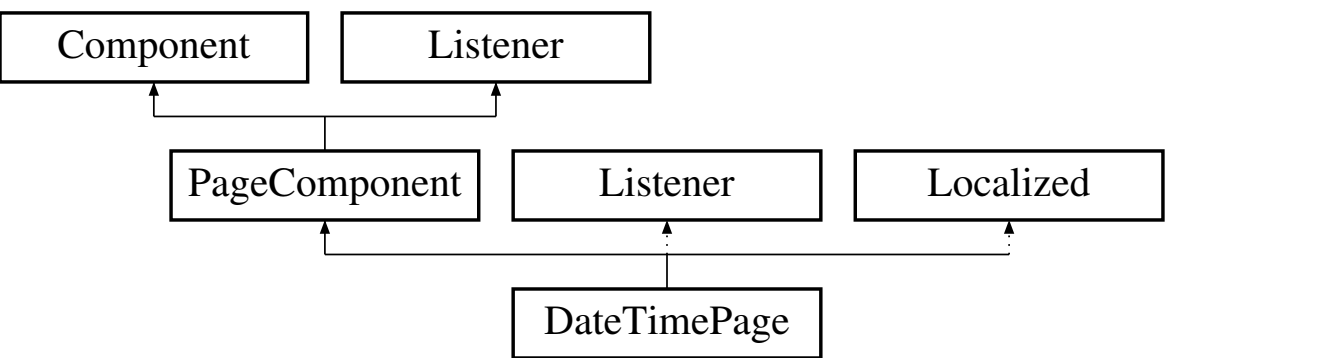 Component
Listener
PageComponent
Listener
Localized
DateTimePage